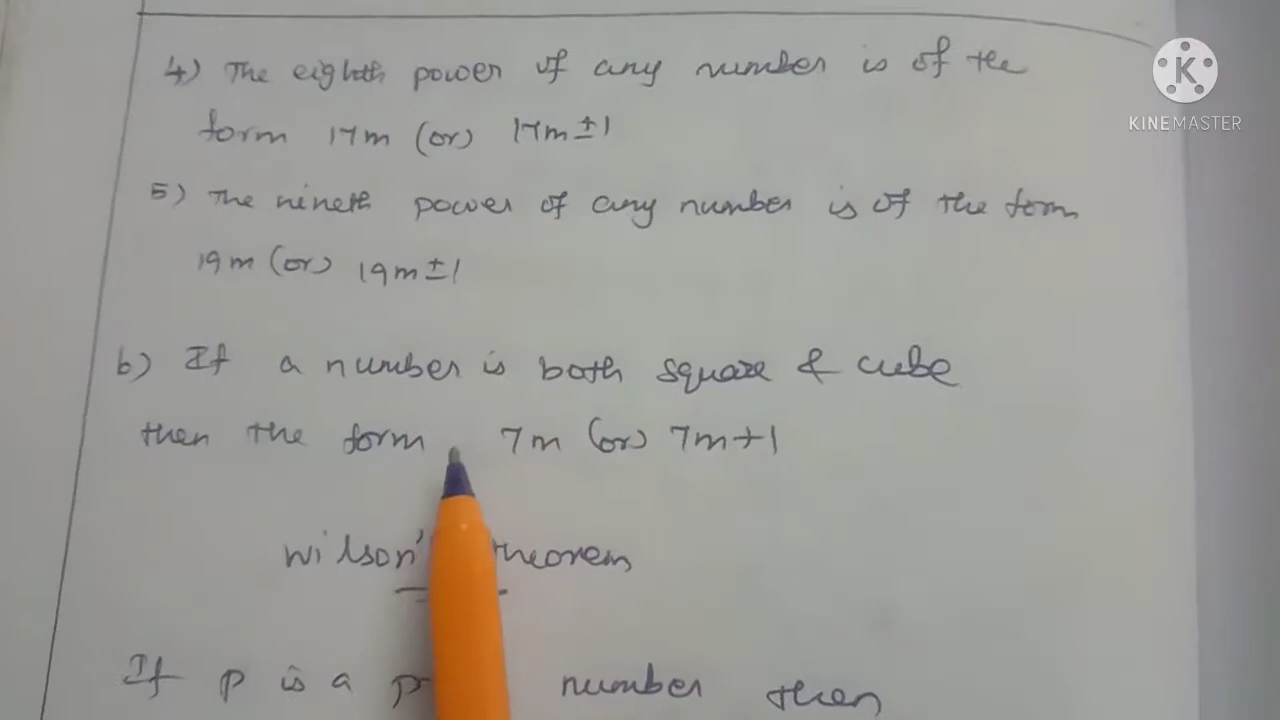 4) The eighth power of any number is of the
form 17m (or) 17m ± 1
5) The nineth power of any number is of the form
19m (or) 19m ± 1
6) If a number is both square & cube
then the form 7m (or) 7m+1
Wilson' theorem
If p is a number then
K
KINEMASTER